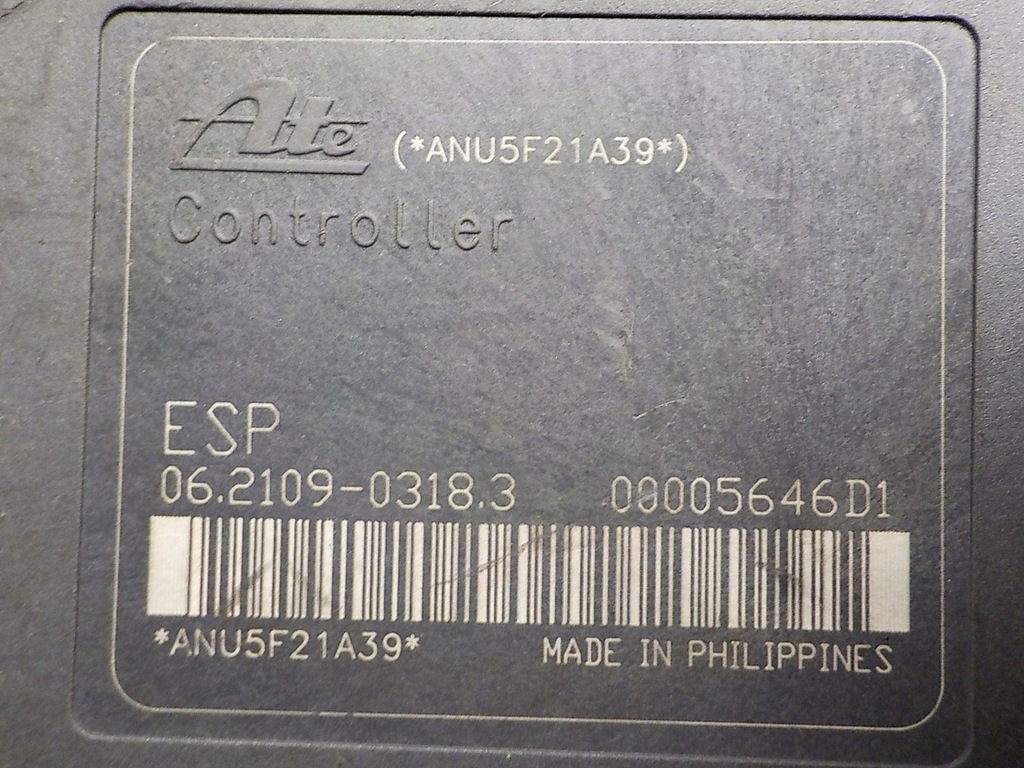 Ate (*ANU5F21A39*)
Controller
ESP
06.2109-0318.3 00005646D1
*ANU5F21A39* MADE IN PHILIPPINES